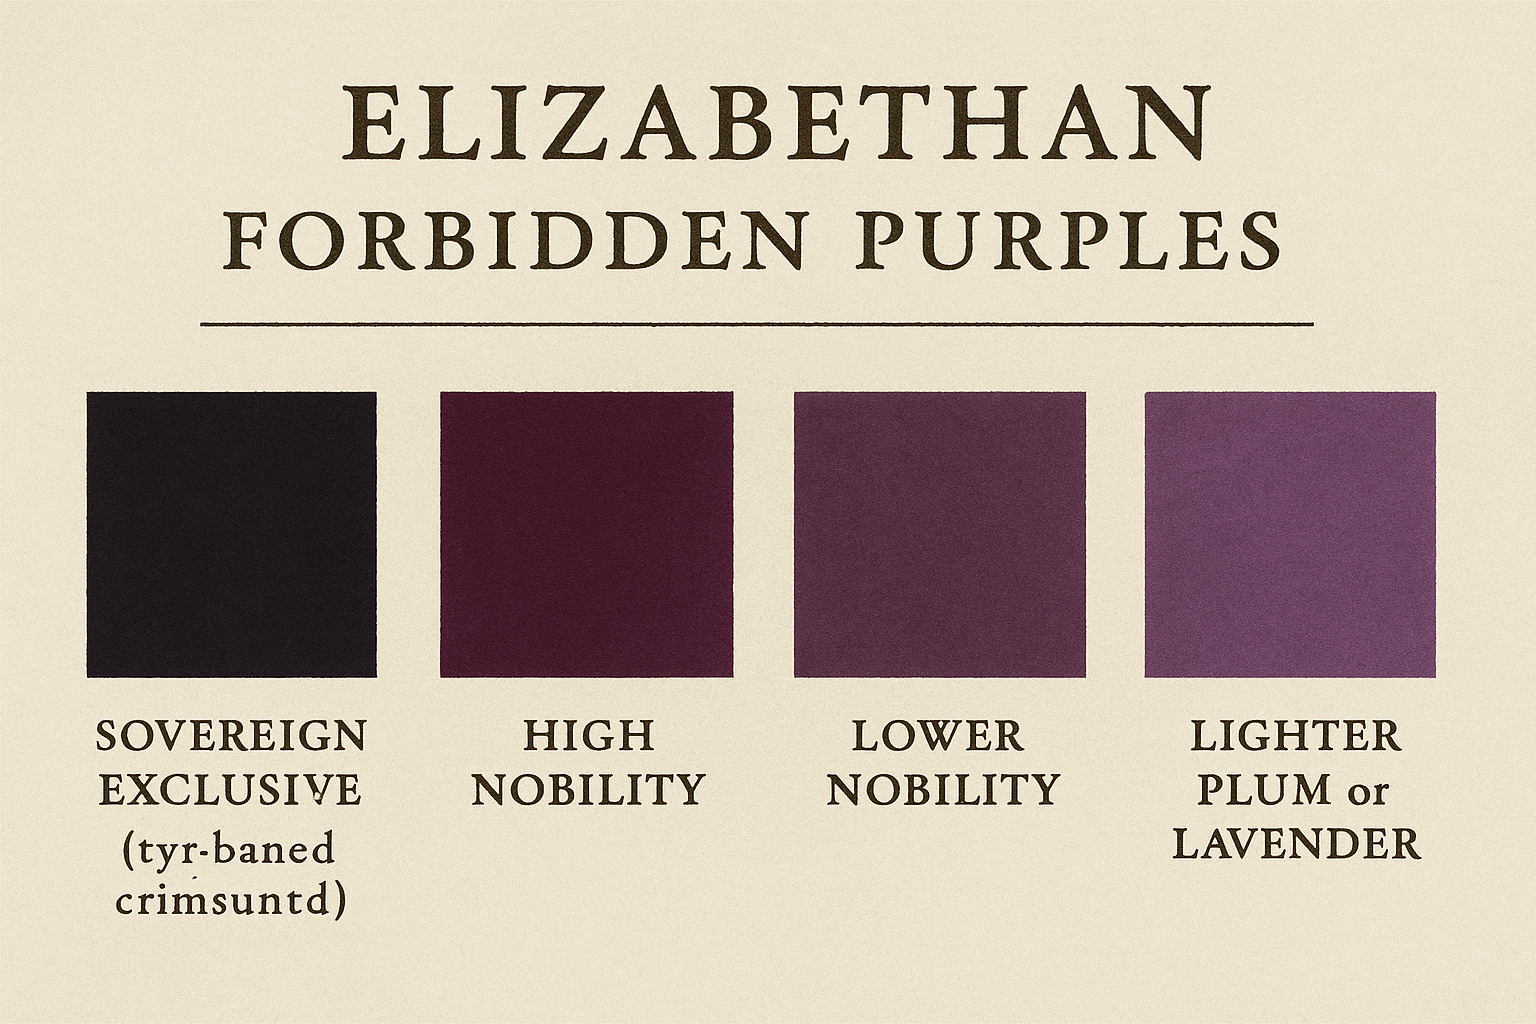 ELIZABETHAN
FORBIDDEN PURPLES
SOVEREIGN
EXCLUSIVE
(tyr-baned
crimsuntd)
HIGH
NOBILITY
LOWER
NOBILITY
LIGHTER
PLUM or
LAVENDER